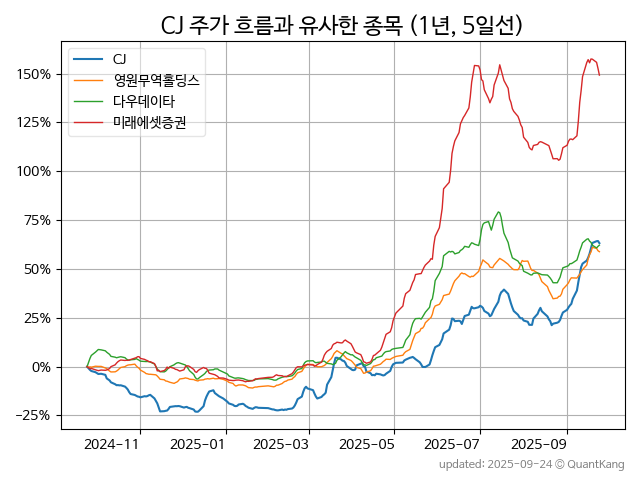 CJ 주가 흐름과 유사한 종목 (1년, 5일선)
CJ
영원무역홀딩스
다우데이타
미래에셋증권
150%
125%
100%
75%
50%
25%
0%
−25%
2024−11
2025−01
2025−03
2025−05
2025−07
2025−09
updated: 2025-09-24 © QuantKang